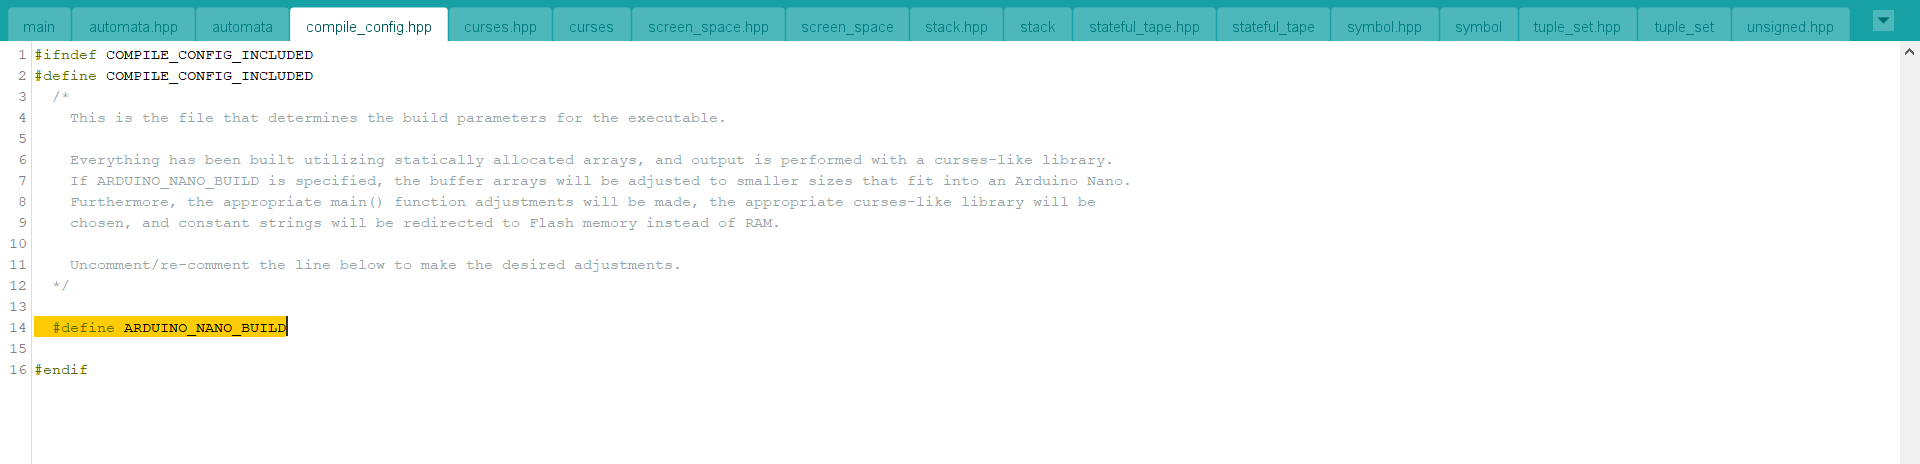 main automata.hpp automata compile_config.hpp curses.hpp curses screen_space.hpp screen_space stack.hpp stack stateful_tape.hpp stateful_tape symbol.hpp symbol tuple_set.hpp tuple_set unsigned.hpp
1 #ifndef COMPILE_CONFIG_INCLUDED
2 #define COMPILE_CONFIG_INCLUDED
3 /*
4 This is the file that determines the build parameters for the executable.
5
6 Everything has been built utilizing statically allocated arrays, and output is performed with a curses-like library.
7 If ARDUINO_NANO_BUILD is specified, the buffer arrays will be adjusted to smaller sizes that fit into an Arduino Nano.
8 Furthermore, the appropriate main() function adjustments will be made, the appropriate curses-like library will be
9 chosen, and constant strings will be redirected to Flash memory instead of RAM.
10
11 Uncomment/re-comment the line below to make the desired adjustments.
12 */
13
14 #define ARDUINO_NANO_BUILD
15
16 #endif